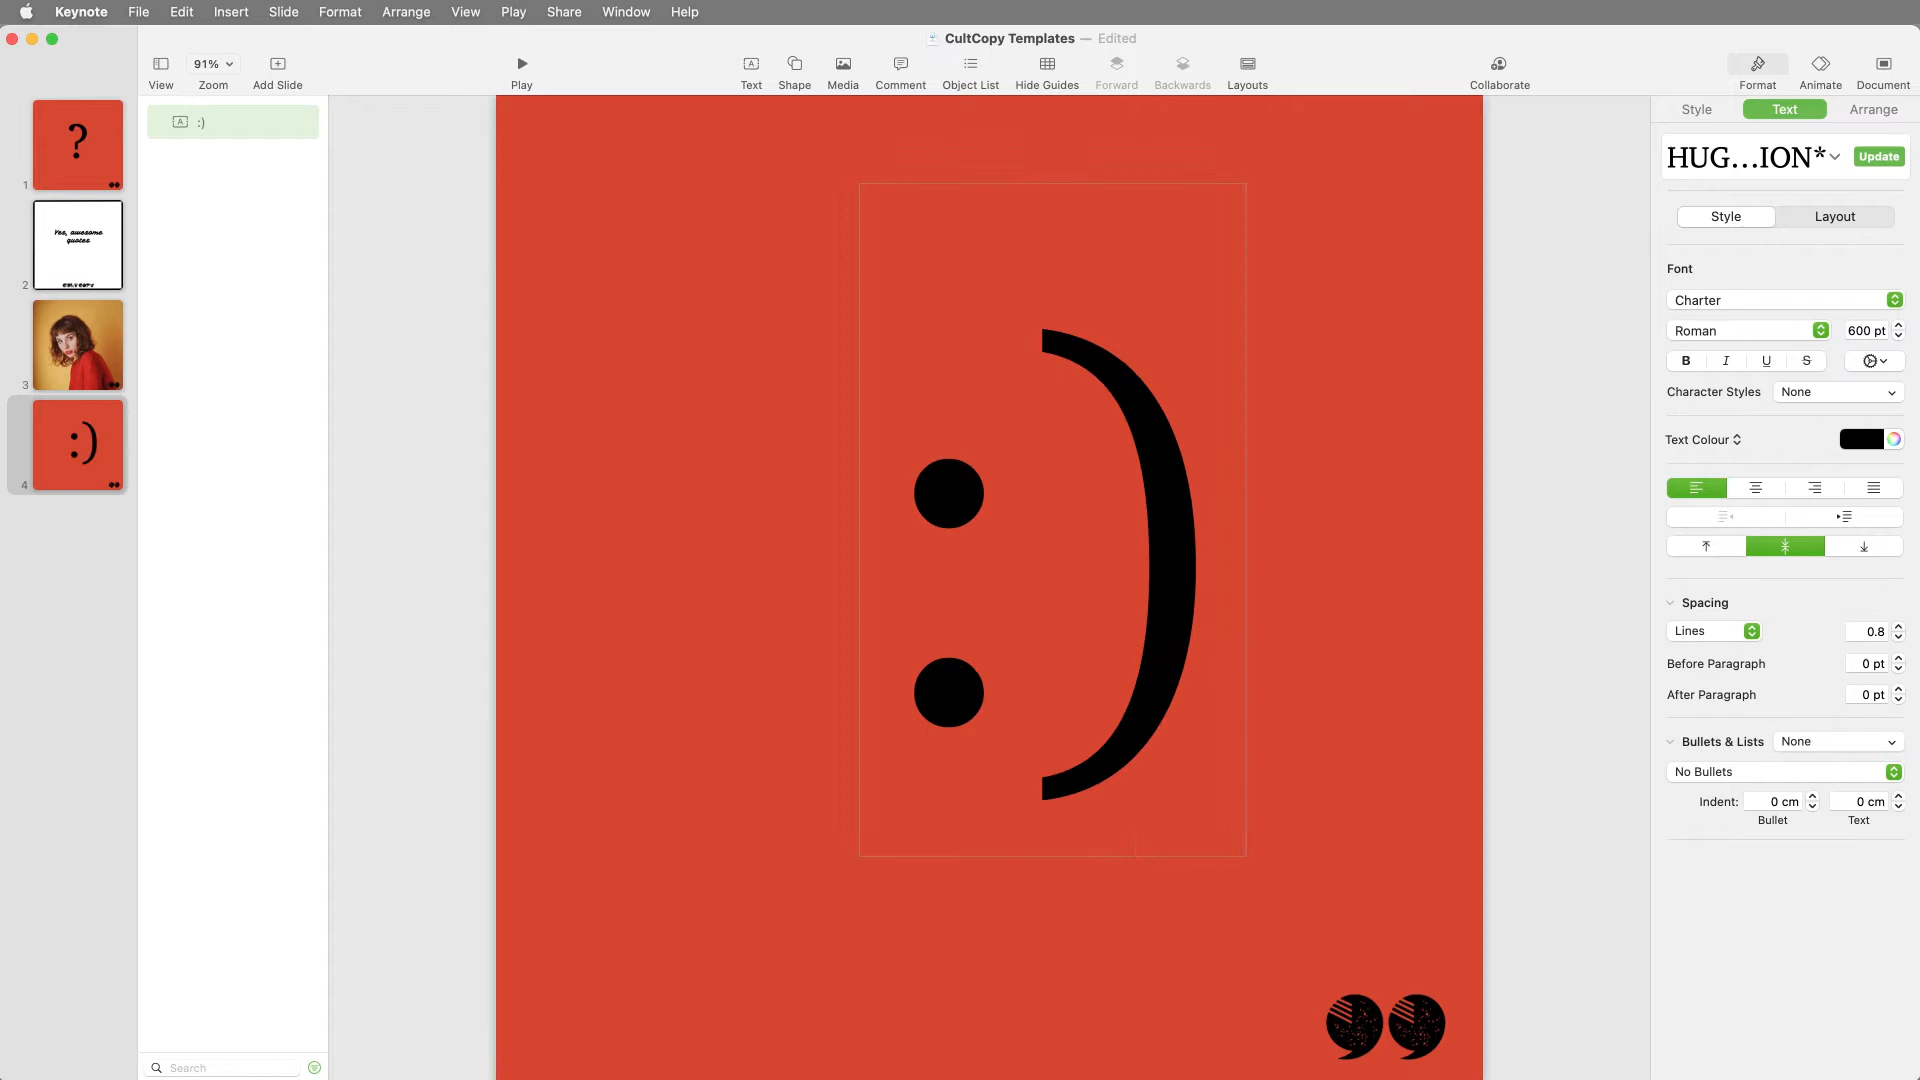 Keynote File Edit Insert Slide Format Arrange View Play Share Window Help
CultCopy Templates — Edited
91%
View Zoom Add Slide Play Text Shape Media Comment Object List Hide Guides Forward Backwards Layouts Collaborate Format Animate Document
?
1
Yes, awesome
quotes
2
3
:)
4
:)
Search
:)
Style Text Arrange
HUG...ION* Update
Style Layout
Font
Charter
Roman 600 pt
B I U S
Character Styles None
Text Colour
Spacing
Lines 0.8
Before Paragraph 0 pt
After Paragraph 0 pt
Bullets & Lists None
No Bullets
Indent: 0 cm 0 cm
Bullet Text